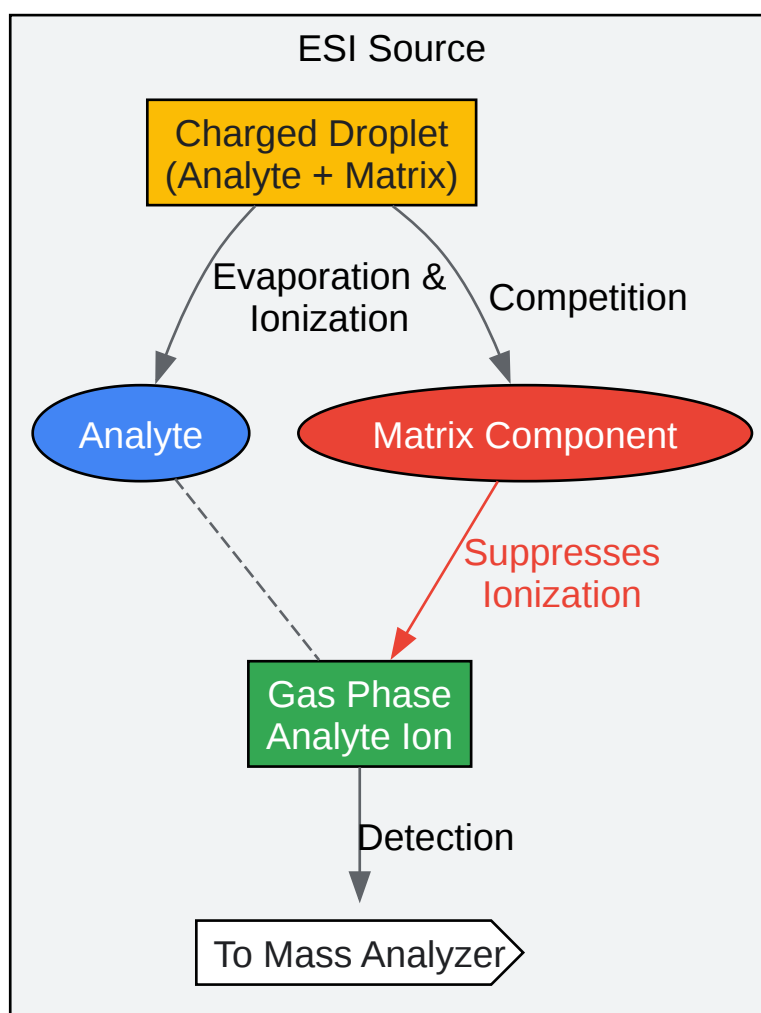 ESI Source
Charged Droplet
(Analyte + Matrix)
Evaporation &
Ionization
Competition
Analyte
Matrix Component
Suppresses
Ionization
Gas Phase
Analyte Ion
Detection
To Mass Analyzer